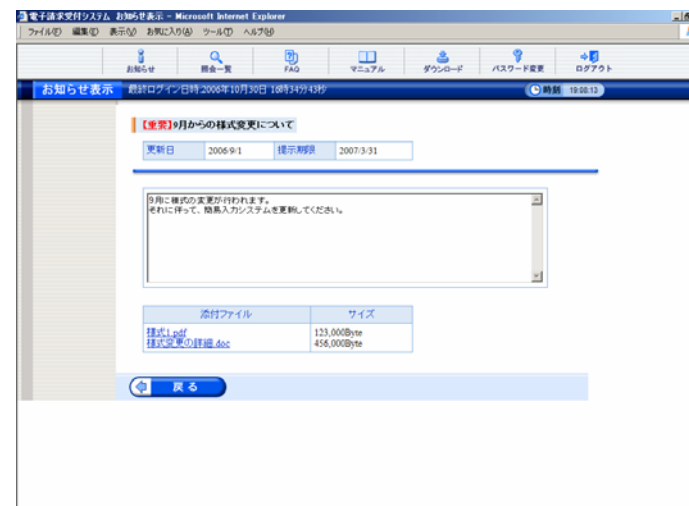 電子請求受付システム お知らせ表示 - Microsoft Internet Explorer
ファイル(F) 編集(E) 表示(V) お気に入り(A) ツール(T) ヘルプ(H)
お知らせ 照会一覧 FAQ マニュアル ダウンロード パスワード変更 ログアウト
お知らせ表示 最終ログイン日時:2006年10月30日 16時34分43秒 時刻 19:08:13
【重要】9月からの様式変更について
更新日 2006/9/1 提示期限 2007/3/31
9月に様式の変更が行われます。
それに伴って、簡易入力システムを更新してください。
添付ファイル サイズ
様式1.pdf 123,000Byte
様式変更の詳細.doc 456,000Byte
戻る